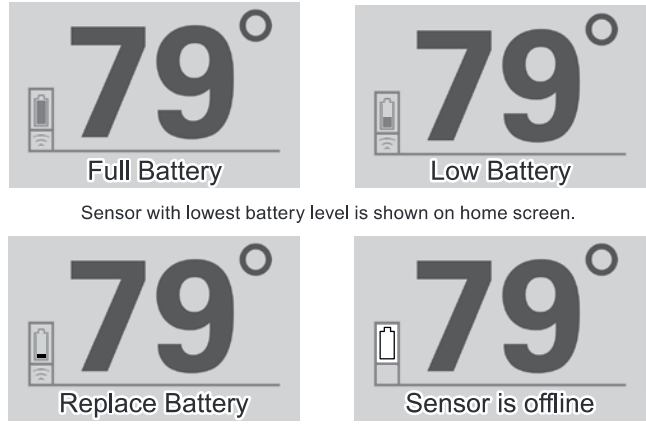 79°
79°
Full Battery
Low Battery
Sensor with lowest battery level is shown on home screen.
79°
79°
Replace Battery
Sensor is offline